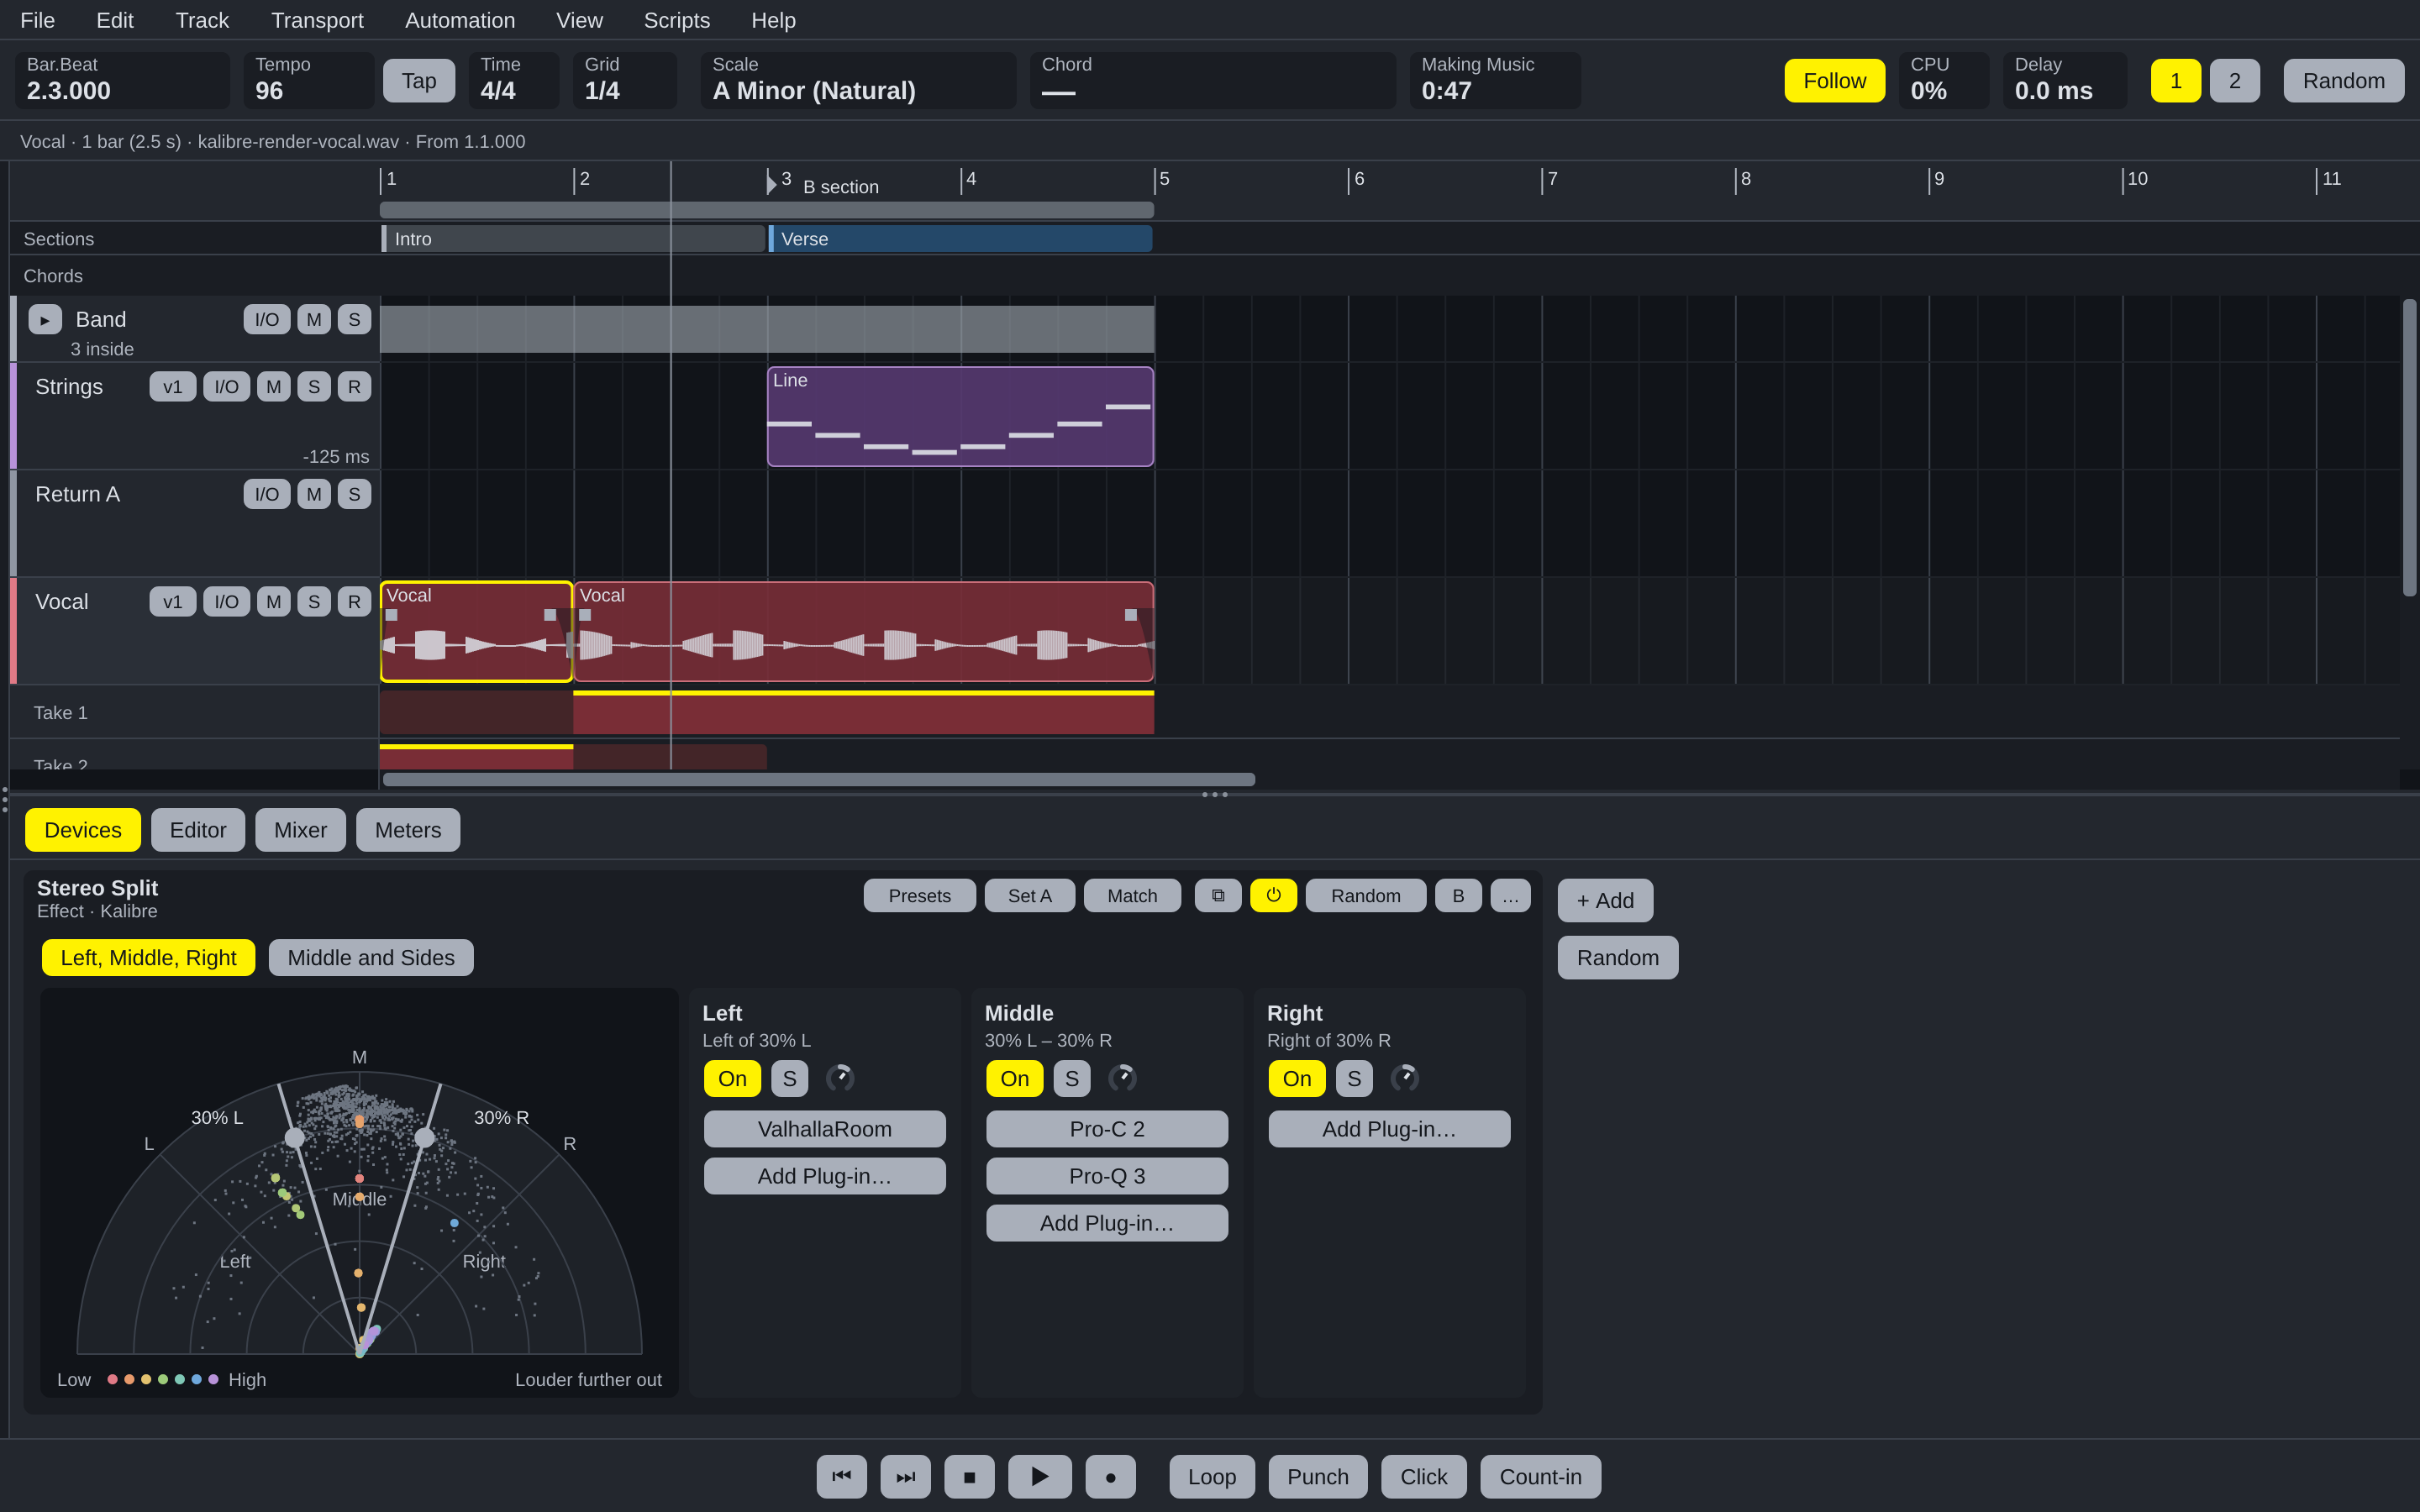 File Edit Track Transport Automation View Scripts Help
Bar.Beat Tempo Time Grid Scale Chord Making Music CPU Delay
2.3.000 96 Tap 4/4 1/4 A Minor (Natural) — 0:47 Follow 0% 0.0 ms 1 2 Random
Vocal · 1 bar (2.5 s) · kalibre-render-vocal.wav · From 1.1.000
1 2 3 B section 4 5 6 7 8 9 10 11
Sections Intro Verse
Chords
Band I/O M S
3 inside
Strings v1 I/O M S R Line
-125 ms
Return A I/O M S
Vocal v1 I/O M S R Vocal Vocal
Take 1
Take 2
Devices Editor Mixer Meters
Stereo Split Presets Set A Match Random B …
Effect · Kalibre
+ Add
Left, Middle, Right Middle and Sides Random
Left Middle Right
Left of 30% L 30% L – 30% R Right of 30% R
On S On S On S
M
30% L 30% R
L R
Middle
Left Right
Low High Louder further out
ValhallaRoom Pro-C 2 Add Plug-in…
Add Plug-in… Pro-Q 3
Add Plug-in…
Loop Punch Click Count-in